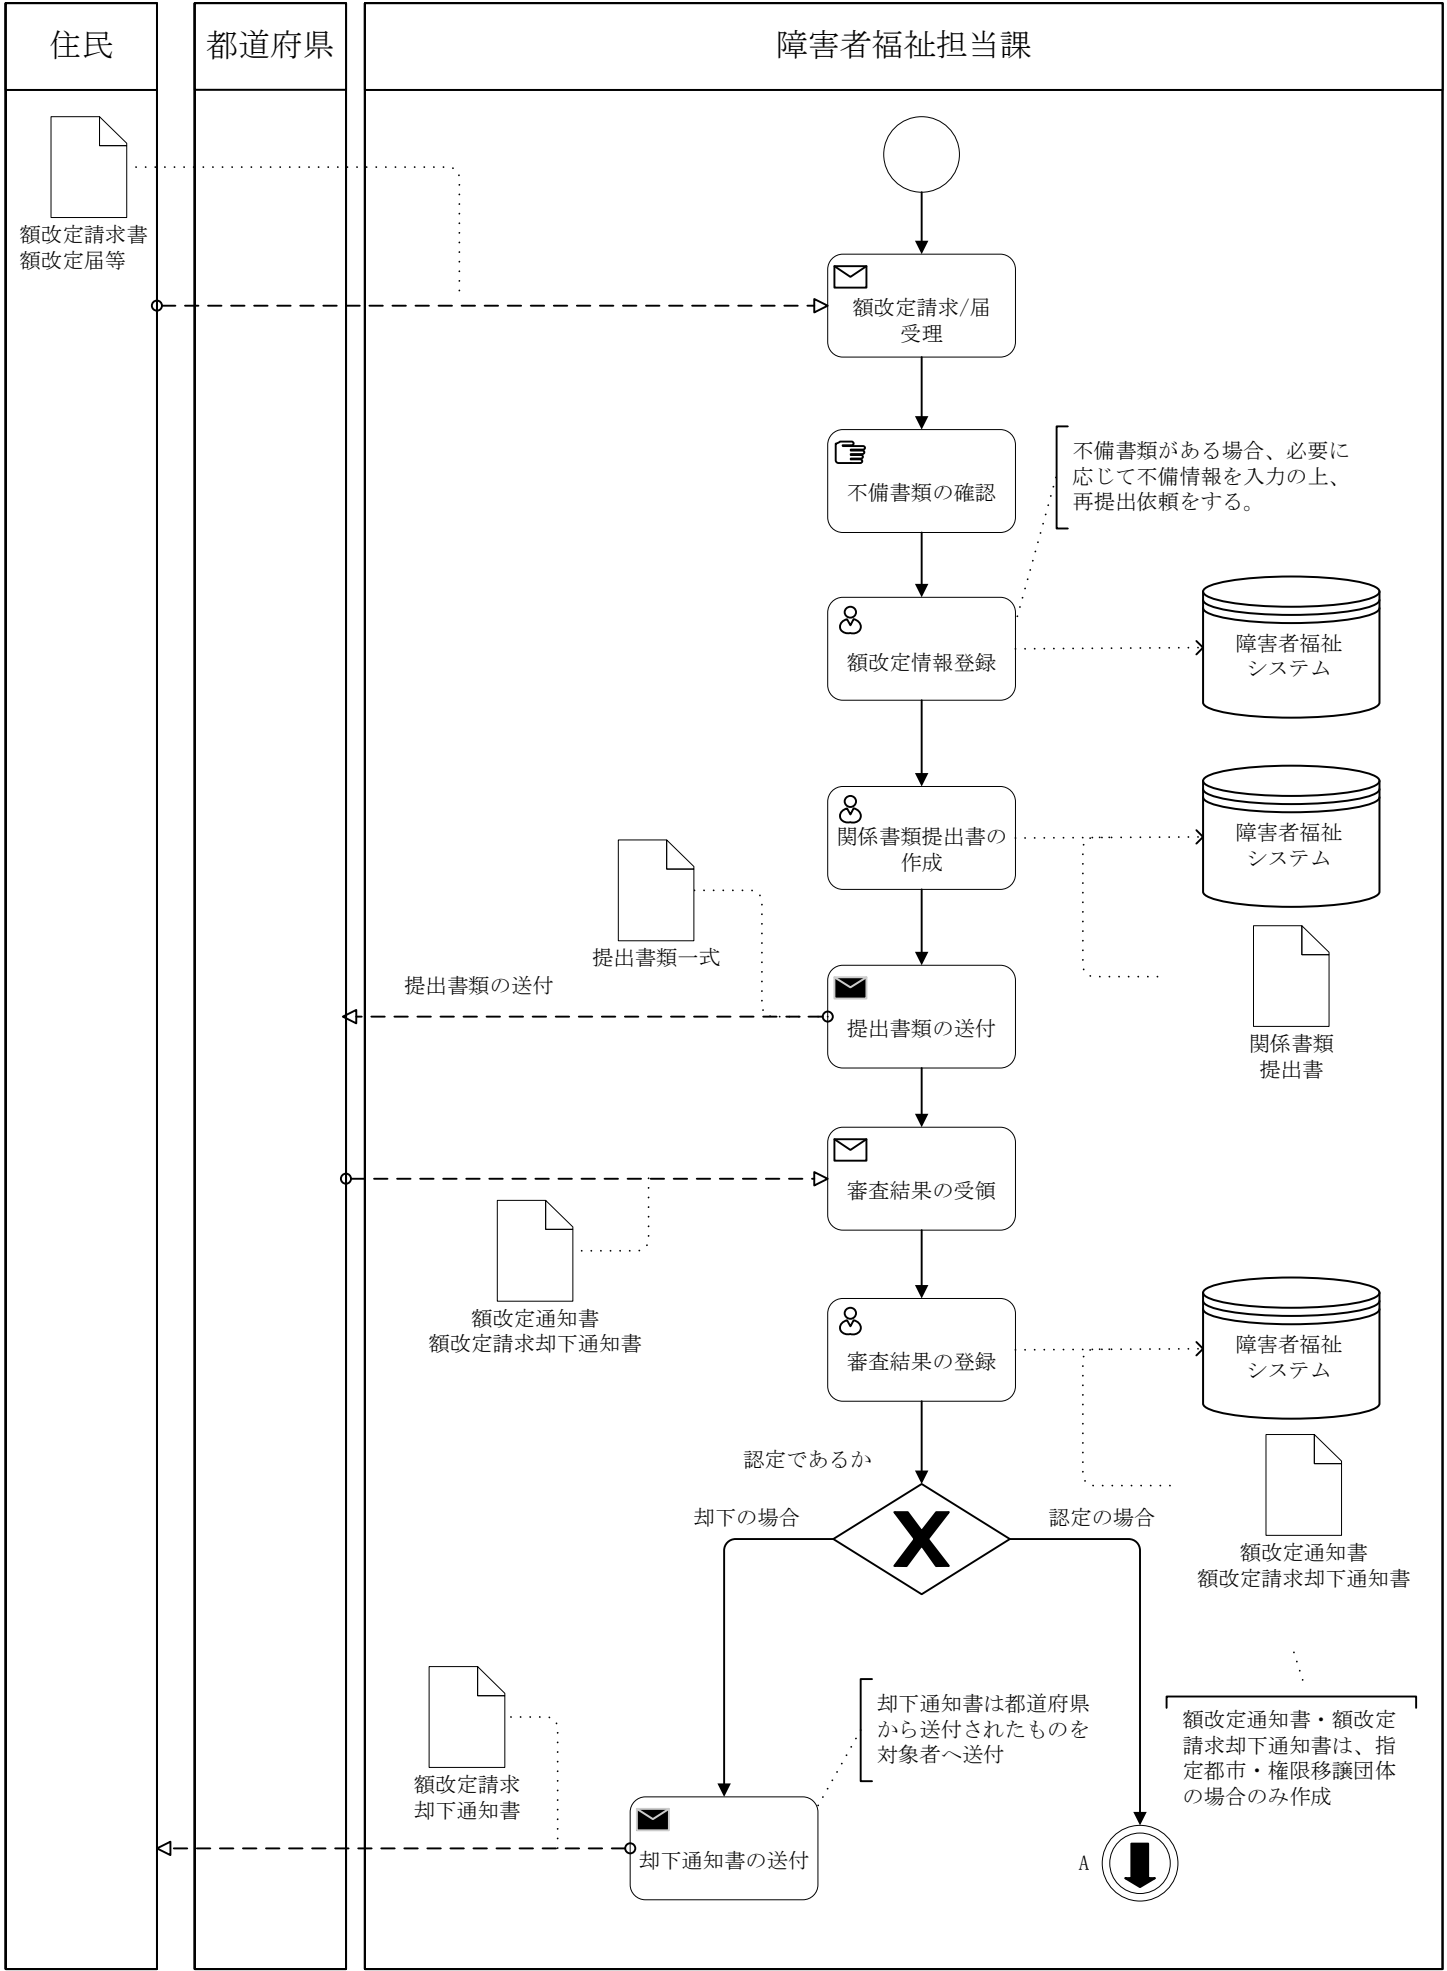 住民
都道府県
障害者福祉担当課
額改定請求書
額改定届等
額改定請求/届
受理
不備書類の確認
不備書類がある場合、必要に
応じて不備情報を入力の上、
再提出依頼をする。
額改定情報登録
障害者福祉
システム
関係書類提出書の
作成
障害者福祉
システム
提出書類一式
提出書類の送付
提出書類の送付
関係書類
提出書
審査結果の受領
額改定通知書
額改定請求却下通知書
審査結果の登録
障害者福祉
システム
認定であるか
却下の場合
認定の場合
額改定通知書
額改定請求却下通知書
却下通知書は都道府県
から送付されたものを
対象者へ送付
額改定通知書・額改定
請求却下通知書は、指
定都市・権限移譲団体
の場合のみ作成
額改定請求
却下通知書
却下通知書の送付
A